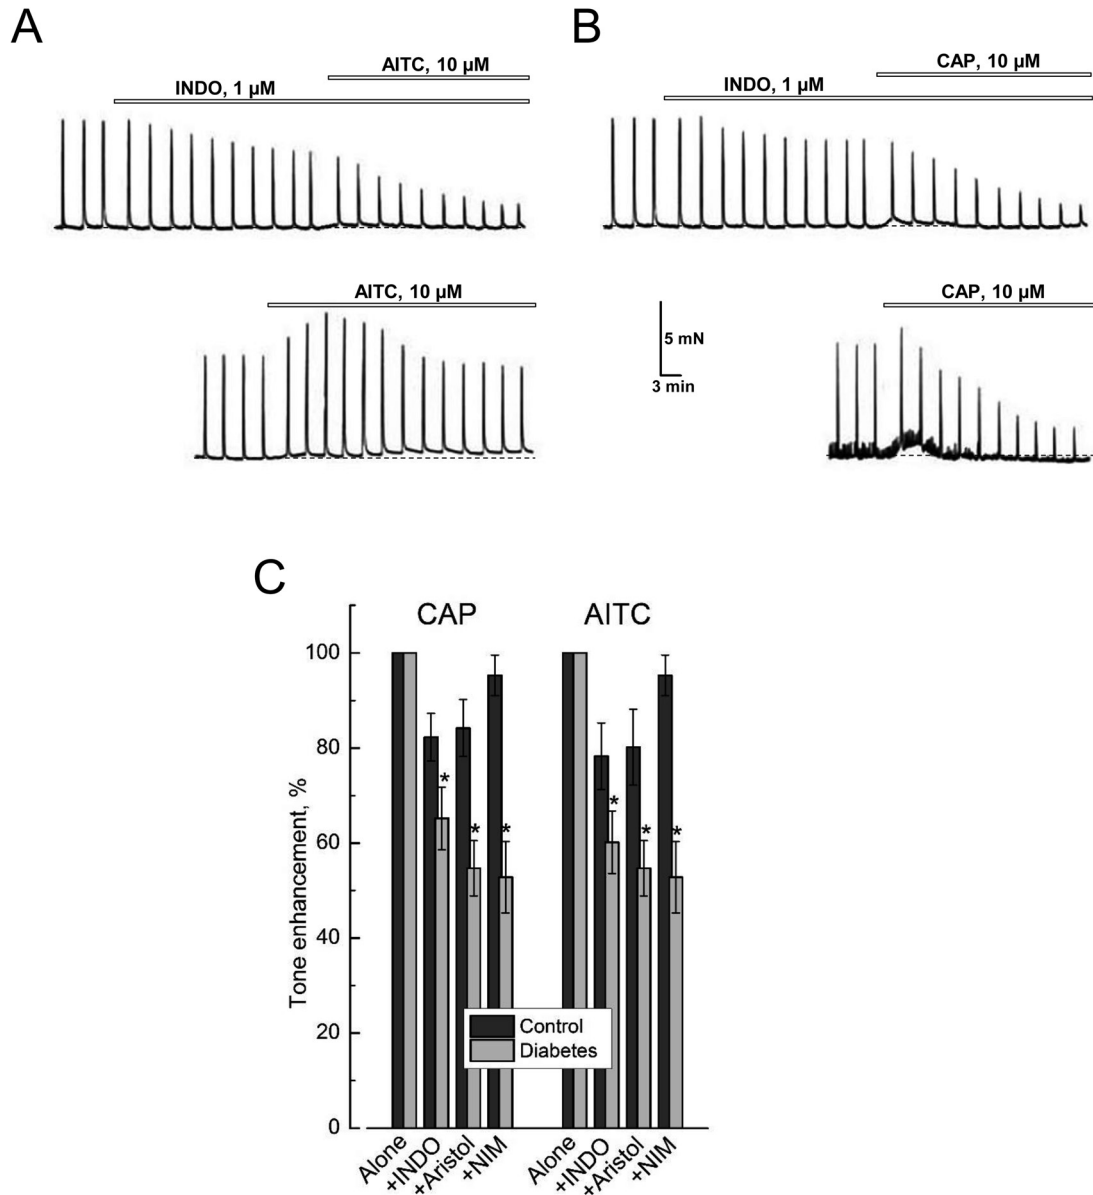 A
B
AITC, 10 µM
INDO, 1 µM
CAP, 10 µM
INDO, 1 µM
AITC, 10 µM
CAP, 10 µM
5 mN
3 min
C
CAP
AITC
Tone enhancement, %
100
80
60
40
20
0
*
*
*
*
*
*
Control
Diabetes
Alone
+INDO
+Aristol
+NIM
Alone
+INDO
+Aristol
+NIM